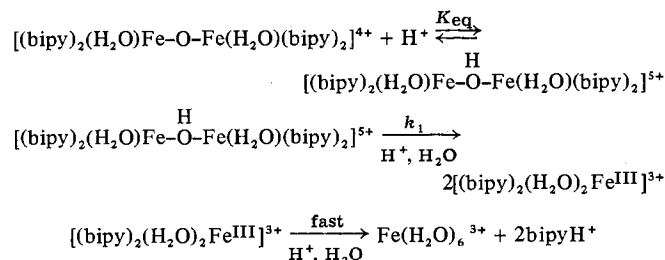 [(bipy)₂(H₂O)Fe–O–Fe(H₂O)(bipy)₂]⁴⁺ + H⁺ Keq ⇌
H
[(bipy)₂(H₂O)Fe–O–Fe(H₂O)(bipy)₂]⁵⁺
H
[(bipy)₂(H₂O)Fe–O–Fe(H₂O)(bipy)₂]⁵⁺ k₁ →
H⁺, H₂O
2[(bipy)₂(H₂O)₂Feᴵᴵᴵ]³⁺
[(bipy)₂(H₂O)₂Feᴵᴵᴵ]³⁺ fast → Fe(H₂O)₆³⁺ + 2bipyH⁺
H⁺, H₂O